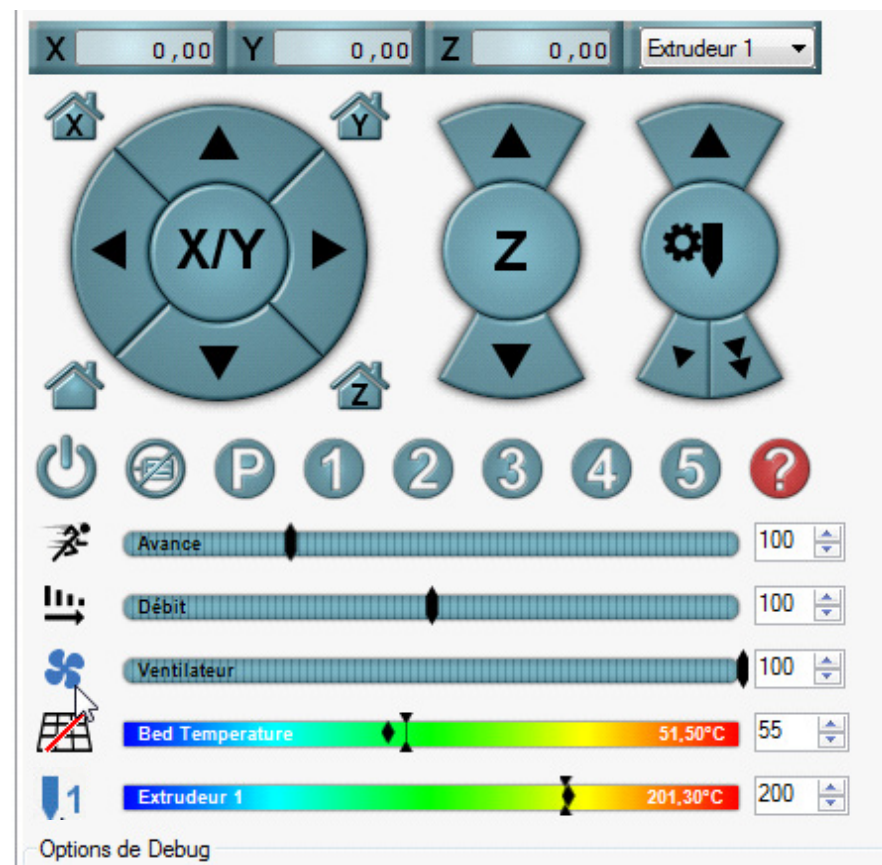 X 0,00 Y 0,00 Z 0,00 Extrudeur 1
X Y
X/Y Z
Z
P 1 2 3 4 5 ?
Avance 100
Débit 100
Ventilateur 100
Bed Temperature 51,50°C 55
1 Extrudeur 1 201,30°C 200
Options de Debug